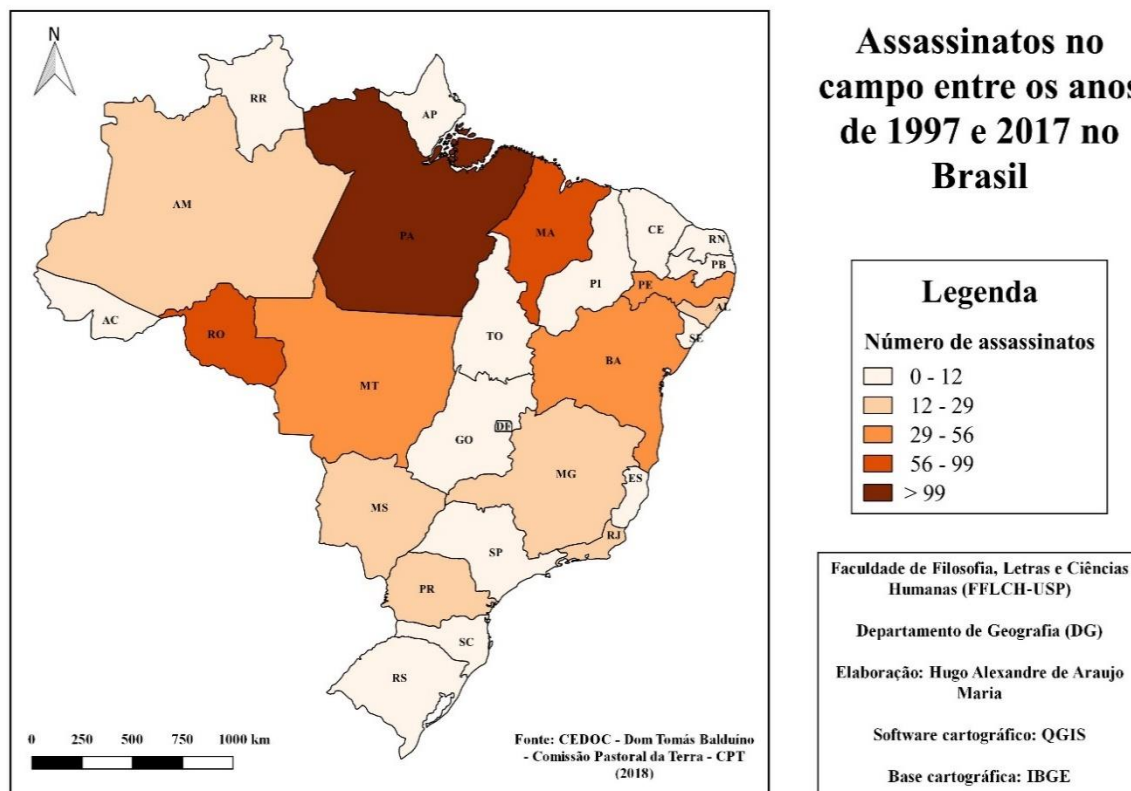 Assassinatos no
campo entre os anos
de 1997 e 2017 no
Brasil
N
RR
AP
AM
PA
MA
CE
RN
PB
PI
PE
AL
SE
AC
RO
TO
BA
MT
DF
GO
MG
ES
MS
RJ
SP
PR
SC
RS
Legenda
Número de assassinatos
0 - 12
12 - 29
29 - 56
56 - 99
> 99
0 250 500 750 1000 km
Fonte: CEDOC - Dom Tomás Balduíno
- Comissão Pastoral da Terra - CPT
(2018)
Faculdade de Filosofia, Letras e Ciências
Humanas (FFLCH-USP)
Departamento de Geografia (DG)
Elaboração: Hugo Alexandre de Araujo
Maria
Software cartográfico: QGIS
Base cartográfica: IBGE